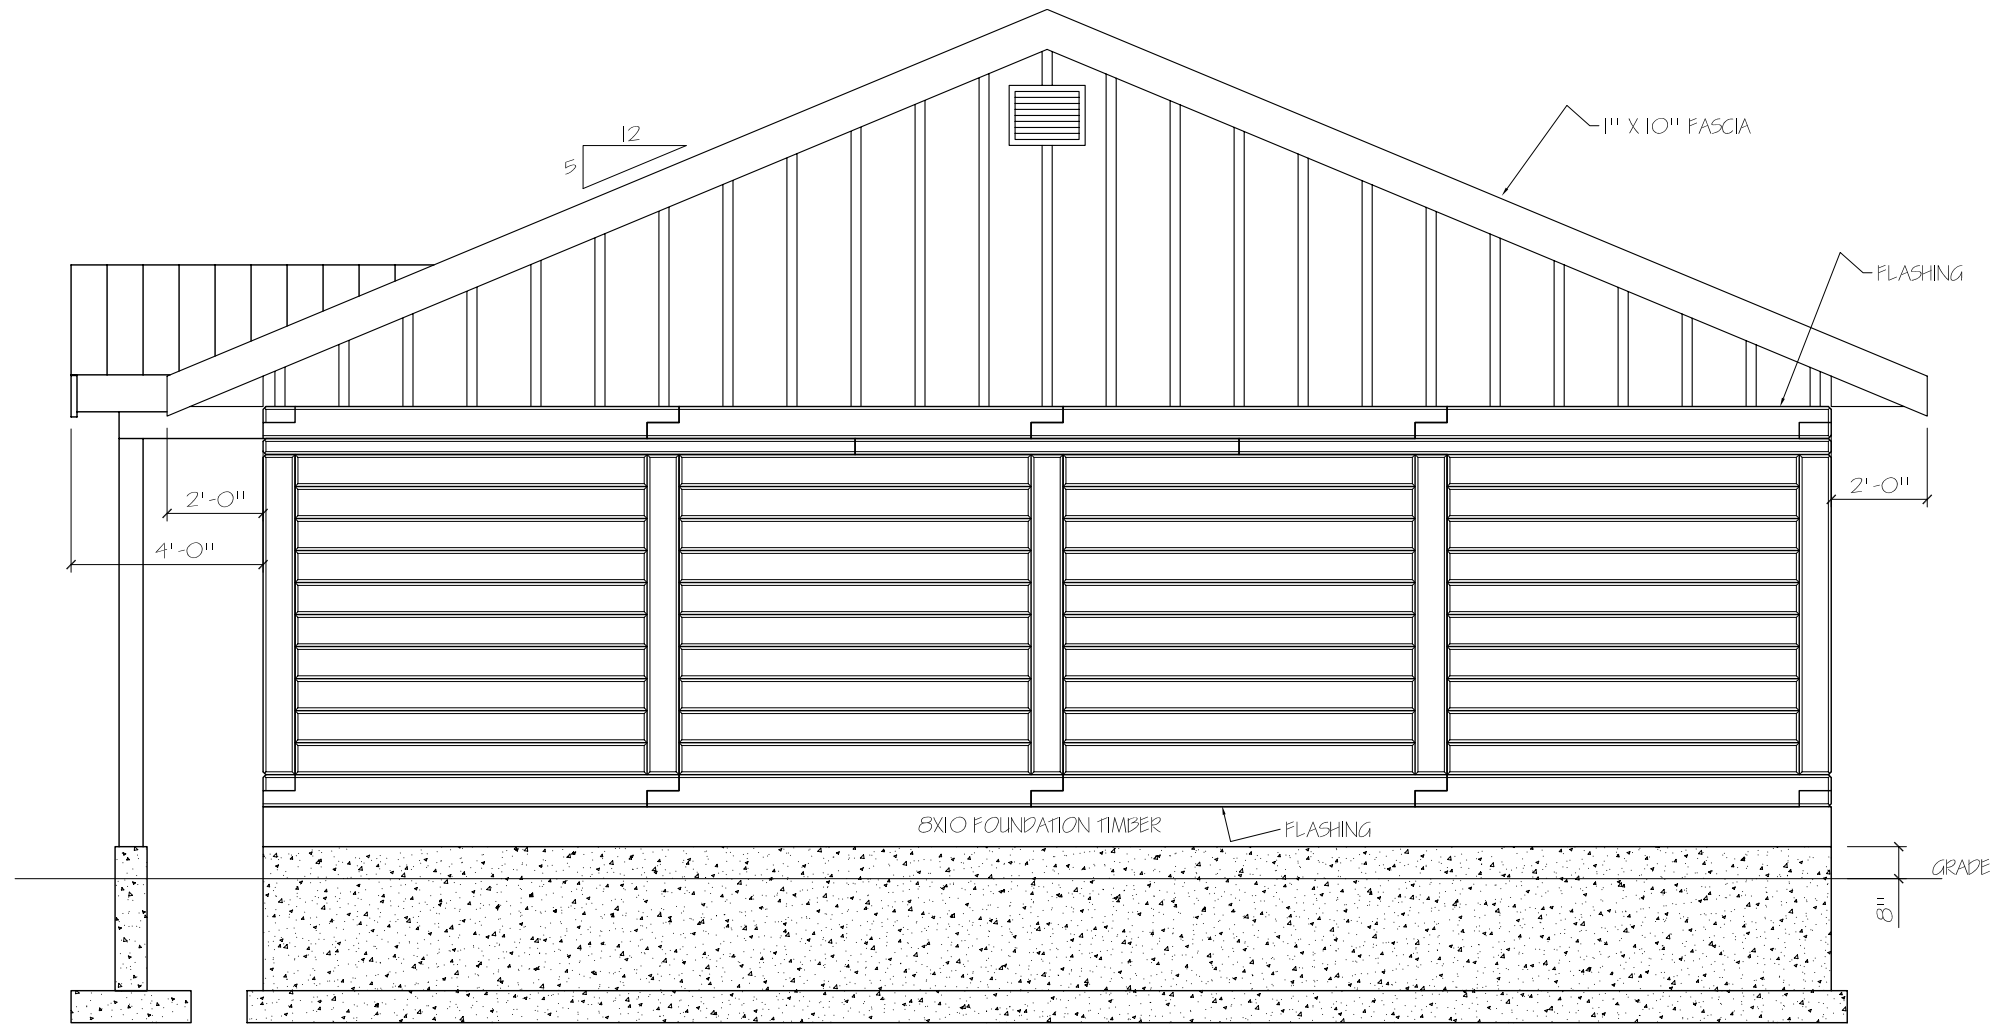 1" X 10" FASCIA
12
5
FLASHING
2'-0"
2'-0"
4'-0"
8X10 FOUNDATION TIMBER
FLASHING
GRADE
8"